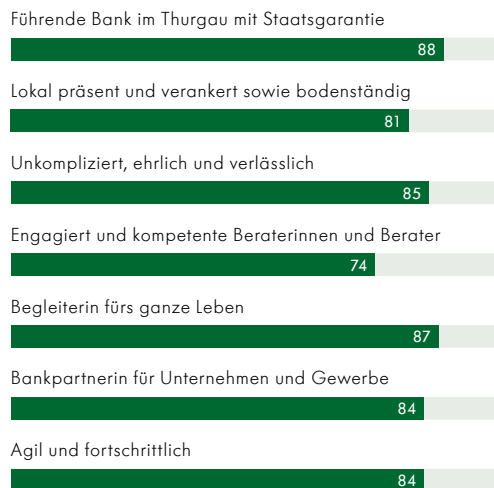 Führende Bank im Thurgau mit Staatsgarantie
88
Lokal präsent und verankert sowie bodenständig
81
Unkompliziert, ehrlich und verlässlich
85
Engagiert und kompetente Beraterinnen und Berater
74
Begleiterin fürs ganze Leben
87
Bankpartnerin für Unternehmen und Gewerbe
84
Agil und fortschrittlich
84